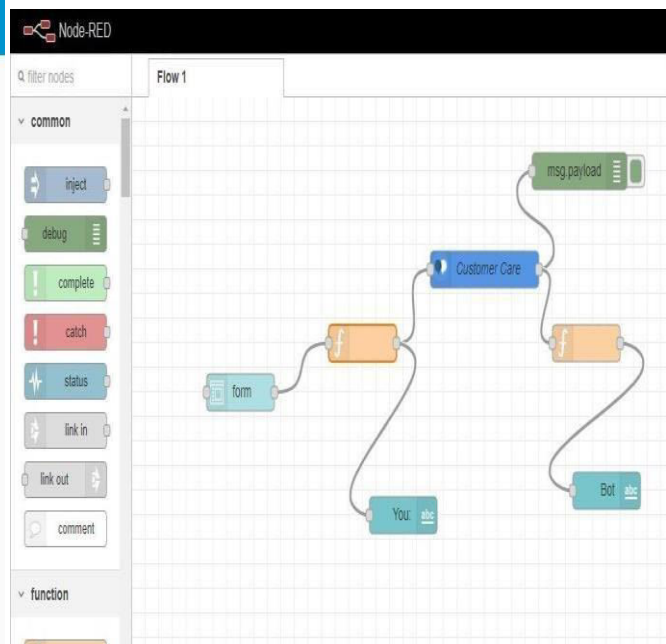 Node-RED
filter nodes
Flow 1
common
inject
debug
complete
catch
status
link in
link out
comment
function
msg.payload
Customer Care
f
f
form
You:
abc
Bot
abc